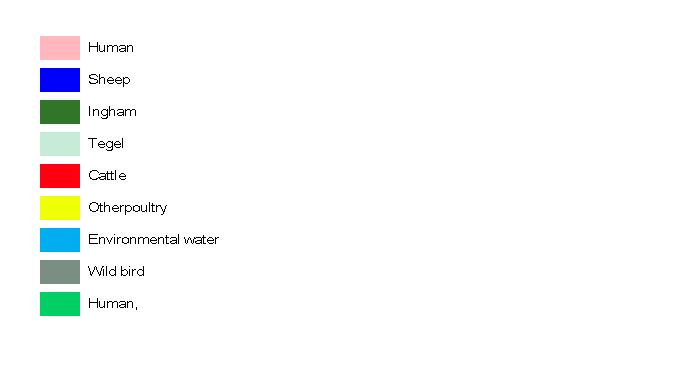 Human
Sheep
Ingham
Tegel
Cattle
Otherpoultry
Environmental water
Wild bird
Human,